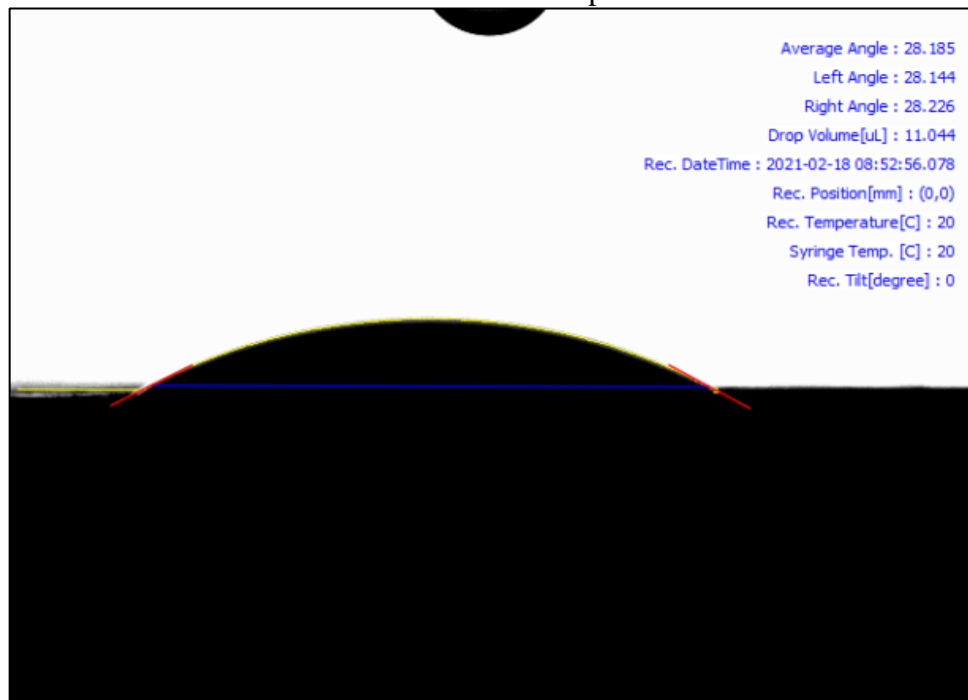 Average Angle : 28.185
Left Angle : 28.144
Right Angle : 28.226
Drop Volume[uL] : 11.044
Rec. DateTime : 2021-02-18 08:52:56.078
Rec. Position[mm] : (0,0)
Rec. Temperature[C] : 20
Syringe Temp. [C] : 20
Rec. Tilt[degree] : 0